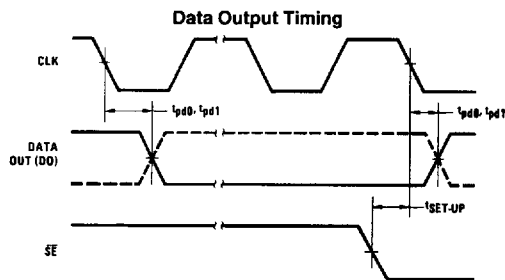 Data Output Timing
CLK
tpd0, tpd1
tpd0, tpd1
DATA
OUT (DO)
tSET-UP
SE